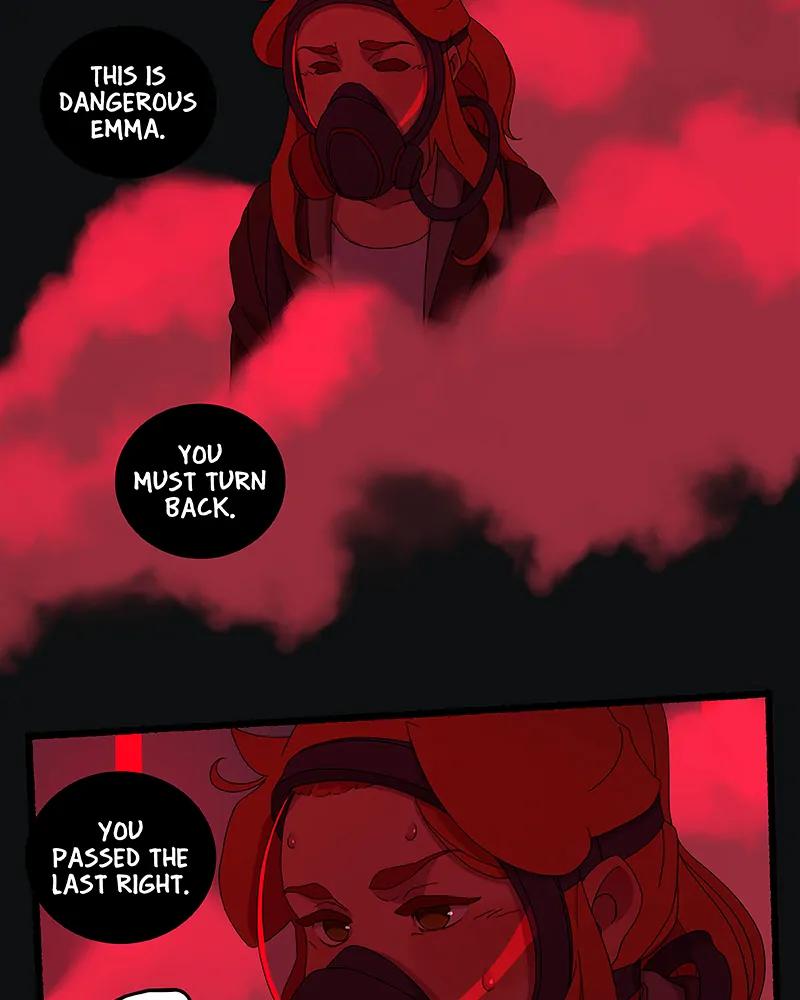 THIS IS
DANGEROUS
EMMA.
YOU
MUST TURN
BACK.
YOU
PASSED THE
LAST RIGHT.